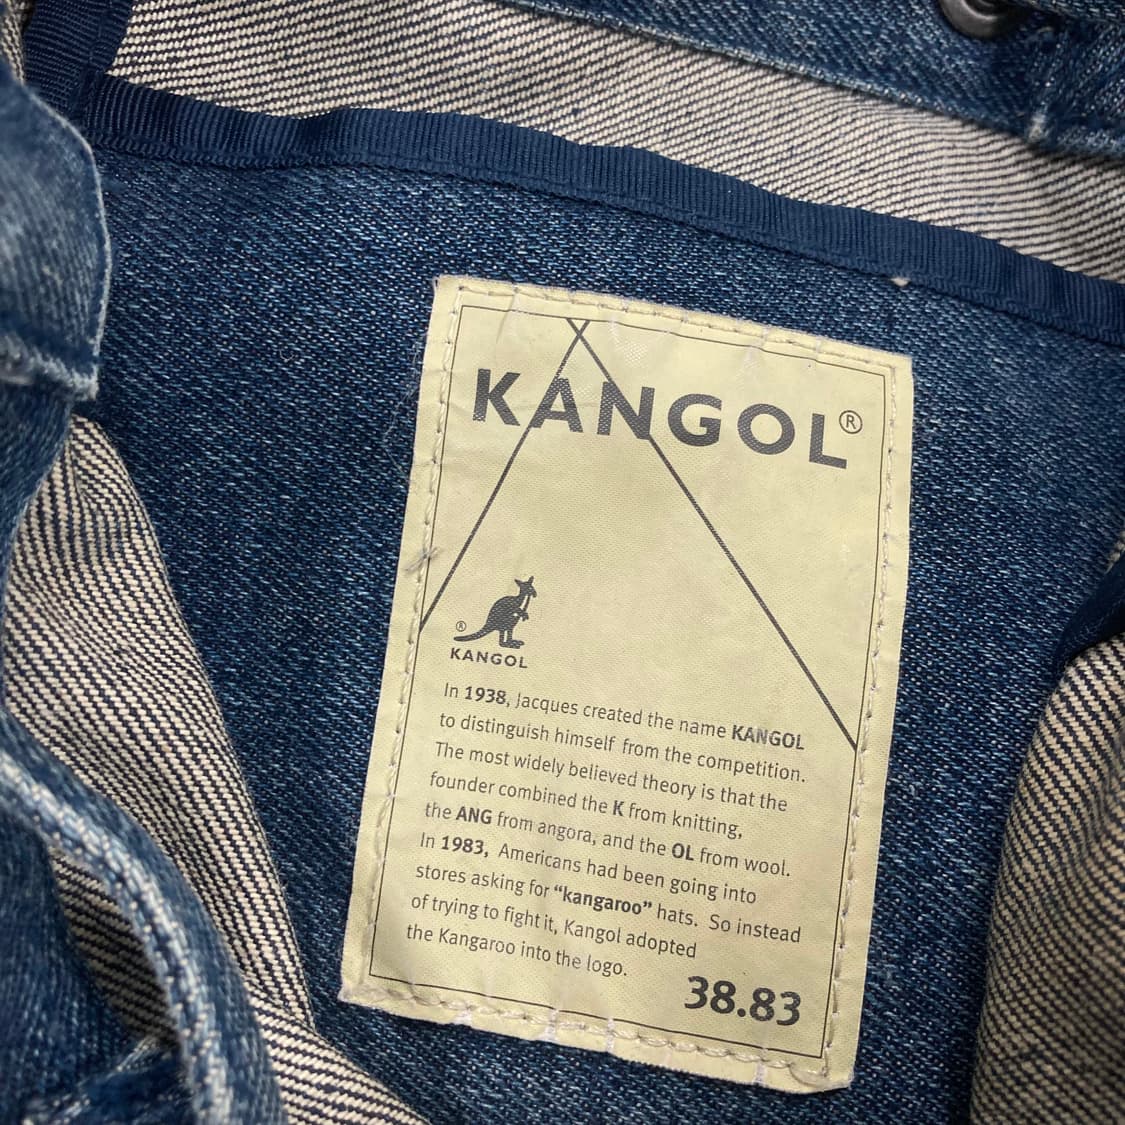 KANGOL®
®
KANGOL
In 1938, Jacques created the name KANGOL
to distinguish himself from the competition.
The most widely believed theory is that the
founder combined the K from knitting,
the ANG from angora, and the OL from wool.
In 1983, Americans had been going into
stores asking for “kangaroo” hats. So instead
of trying to fight it, Kangol adopted
the Kangaroo into the logo.
38.83